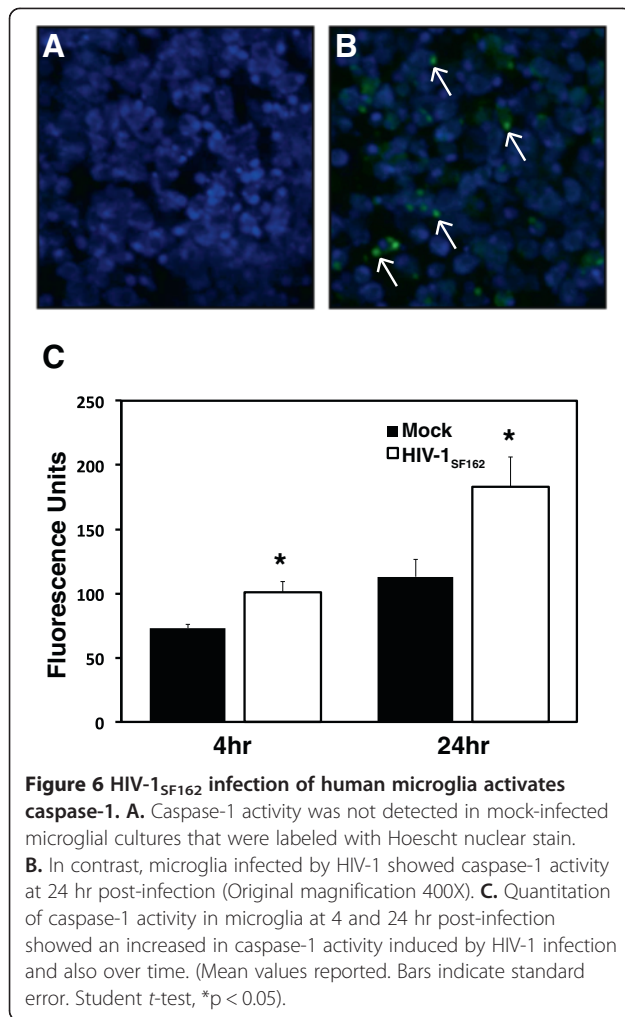 A
B
C
Fluorescence Units
250
200
150
100
50
0
Mock
HIV-1SF162
*
*
4hr
24hr
Figure 6 HIV-1SF162 infection of human microglia activates
caspase-1. A. Caspase-1 activity was not detected in mock-infected
microglial cultures that were labeled with Hoescht nuclear stain.
B. In contrast, microglia infected by HIV-1 showed caspase-1 activity
at 24 hr post-infection (Original magnification 400X). C. Quantitation
of caspase-1 activity in microglia at 4 and 24 hr post-infection
showed an increased in caspase-1 activity induced by HIV-1 infection
and also over time. (Mean values reported. Bars indicate standard
error. Student t-test, *p < 0.05).